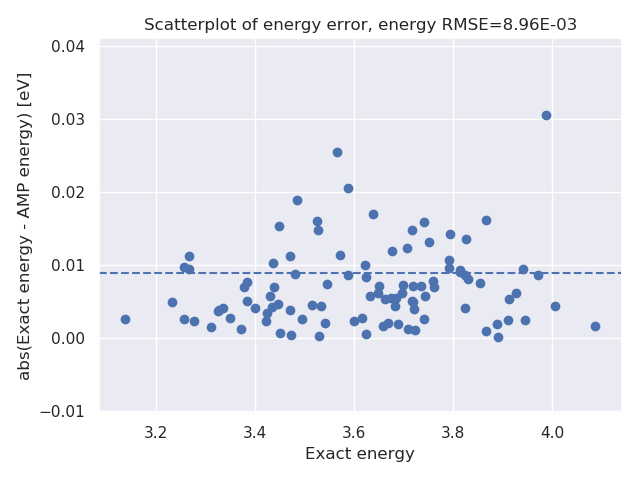 Scatterplot of energy error, energy RMSE=8.96E-03
abs(Exact energy - AMP energy) [eV]
0.04
0.03
0.02
0.01
0.00
−0.01
3.2 3.4 3.6 3.8 4.0
Exact energy